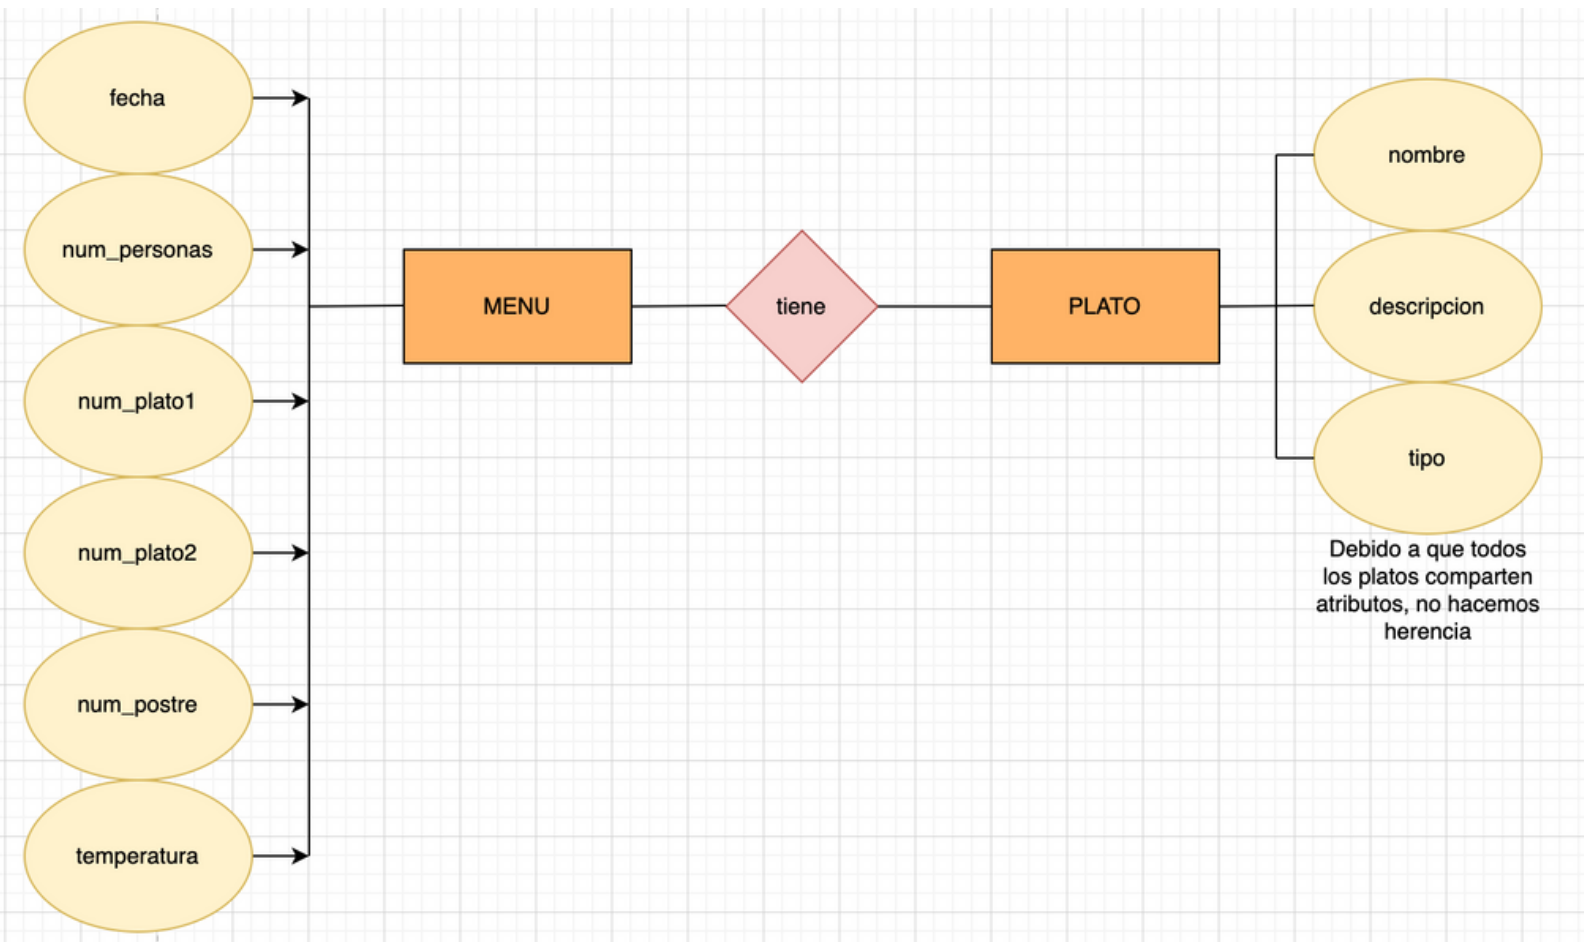 fecha
num_personas
num_plato1
num_plato2
num_postre
temperatura
MENU
tiene
PLATO
nombre
descripcion
tipo
Debido a que todos
los platos comparten
atributos, no hacemos
herencia